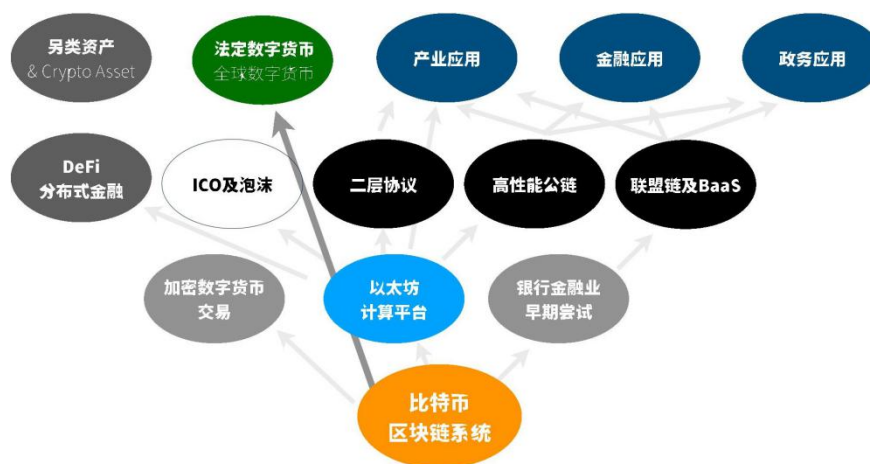 另类资产
& Crypto Asset
法定数字货币
全球数字货币
产业应用
金融应用
政务应用
DeFi
分布式金融
ICO及泡沫
二层协议
高性能公链
联盟链及BaaS
加密数字货币
交易
以太坊
计算平台
银行金融业
早期尝试
比特币
区块链系统